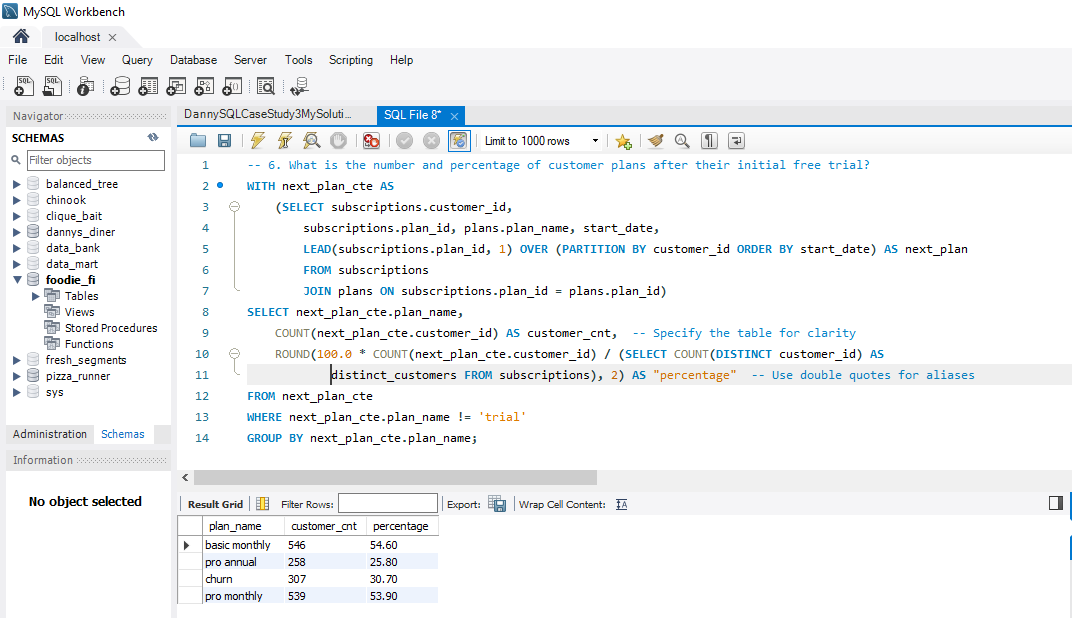 MySQL Workbench
localhost
File Edit View Query Database Server Tools Scripting Help
Navigator
SCHEMAS
Filter objects
balanced_tree
chinook
clique_bait
dannys_diner
data_bank
data_mart
foodie_fi
Tables
Views
Stored Procedures
Functions
fresh_segments
pizza_runner
sys
Administration Schemas
Information
No object selected
DannySQLCaseStudy3MySoluti... SQL File 8*
Limit to 1000 rows
1 -- 6. What is the number and percentage of customer plans after their initial free trial?
2 WITH next_plan_cte AS
3 (SELECT subscriptions.customer_id,
4 subscriptions.plan_id, plans.plan_name, start_date,
5 LEAD(subscriptions.plan_id, 1) OVER (PARTITION BY customer_id ORDER BY start_date) AS next_plan
6 FROM subscriptions
7 JOIN plans ON subscriptions.plan_id = plans.plan_id)
8 SELECT next_plan_cte.plan_name,
9 COUNT(next_plan_cte.customer_id) AS customer_cnt, -- Specify the table for clarity
10 ROUND(100.0 * COUNT(next_plan_cte.customer_id) / (SELECT COUNT(DISTINCT customer_id) AS
11 distinct_customers FROM subscriptions), 2) AS "percentage" -- Use double quotes for aliases
12 FROM next_plan_cte
13 WHERE next_plan_cte.plan_name != 'trial'
14 GROUP BY next_plan_cte.plan_name;
Result Grid Filter Rows: Export: Wrap Cell Content:
plan_name customer_cnt percentage
basic monthly 546 54.60
pro annual 258 25.80
churn 307 30.70
pro monthly 539 53.90